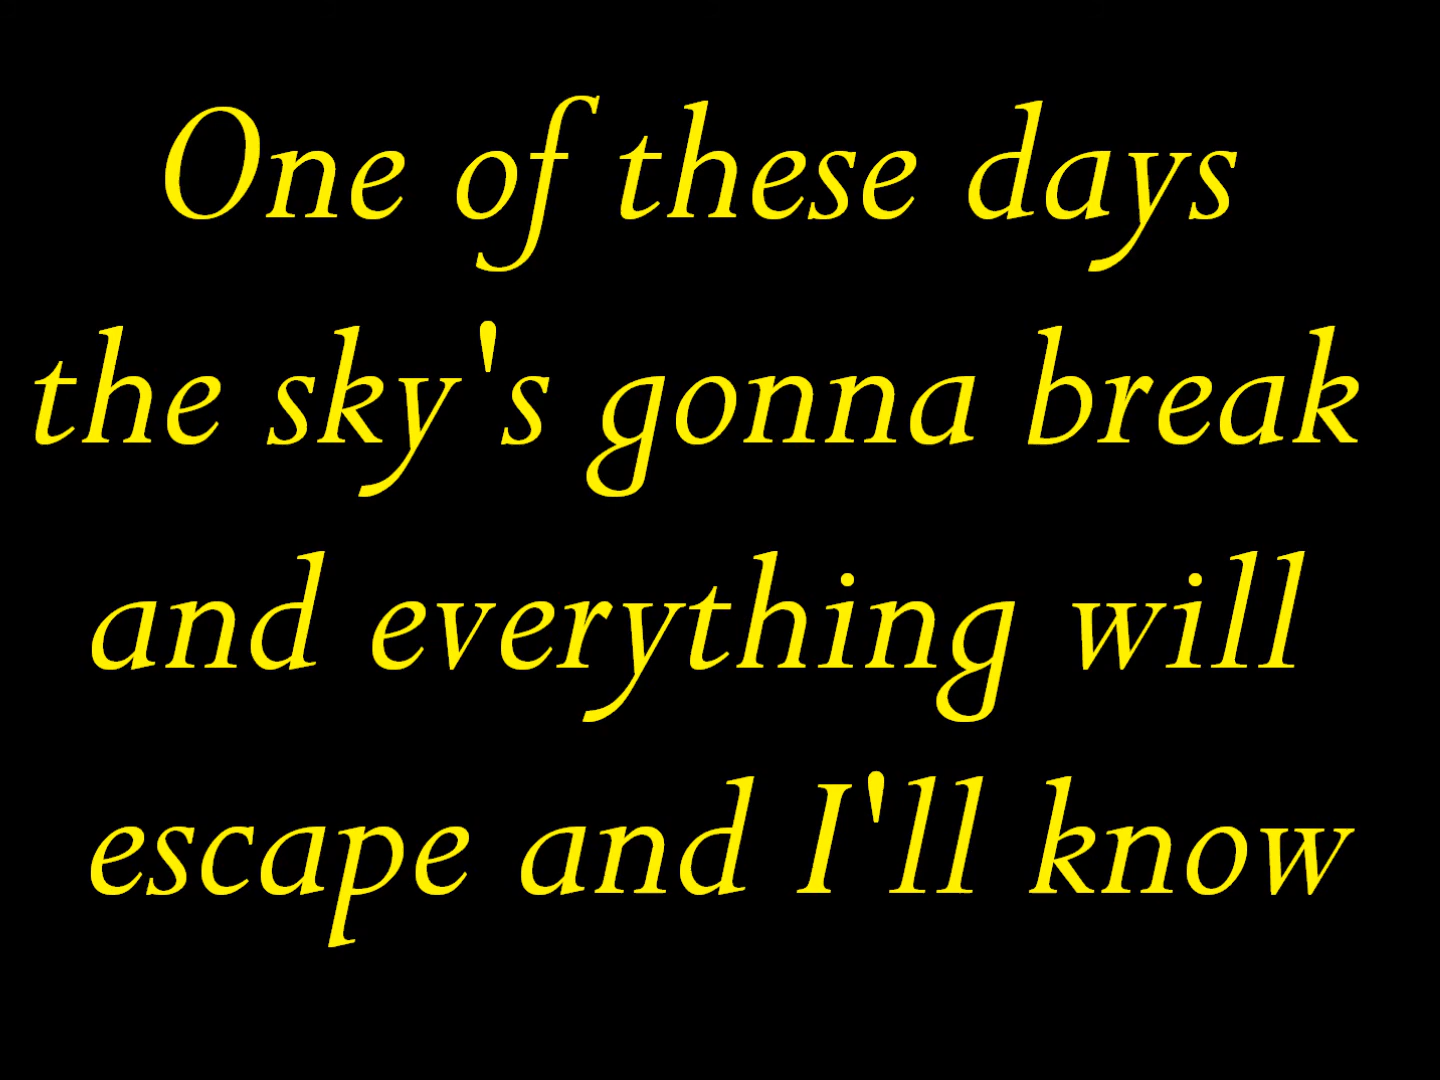 One of these days
the sky's gonna break
and everything will
escape and I'll know